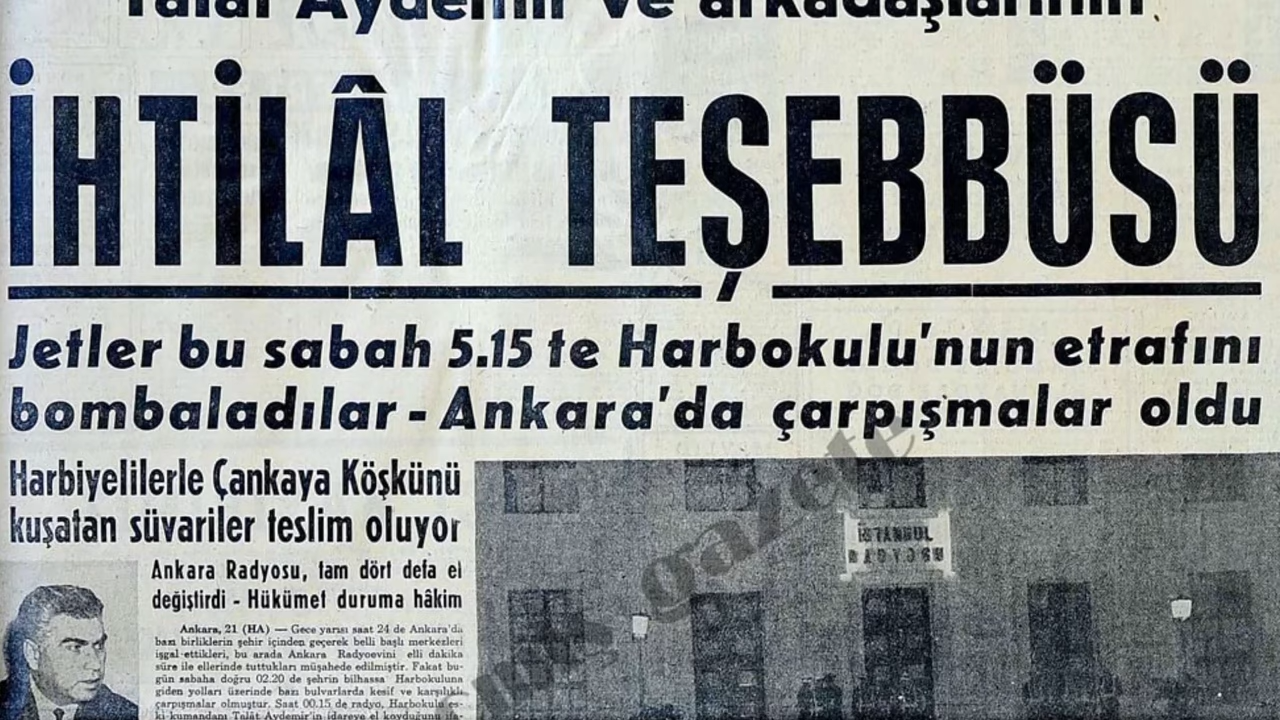 Talât Aydemir ve arkadaşlarının
İHTİLÂL TEŞEBBÜSÜ
Jetler bu sabah 5.15 te Harbokulu'nun etrafını
bombaladılar - Ankara'da çarpışmalar oldu
Harbiyelilerle Çankaya Köşkünü
kuşatan süvariler teslim oluyor
Ankara Radyosu, tam dört defa el
değiştirdi - Hükümet duruma hâkim
Ankara, 21 (HA) — Gece yarısı saat 24 de Ankara'da
bazı birliklerin şehir içinden geçerek belli başlı merkezleri
işgal ettikleri, bu arada Ankara Radyoevini elli dakika
süre ile ellerinde tuttukları müşahede edilmiştir. Fakat bu-
gün sabaha doğru 02.20 de şehrin bilhassa Harbokuluna
giden yolları üzerinde bazı bulvarlarda kesif ve karşılıklı
çarpışmalar olmuştur. Saat 00.15 de radyo, Harbokulu es-
ki kumandanı Talât Aydemir'in idareye el koyduğunu
İSTANBUL
RADYOSU
gazete